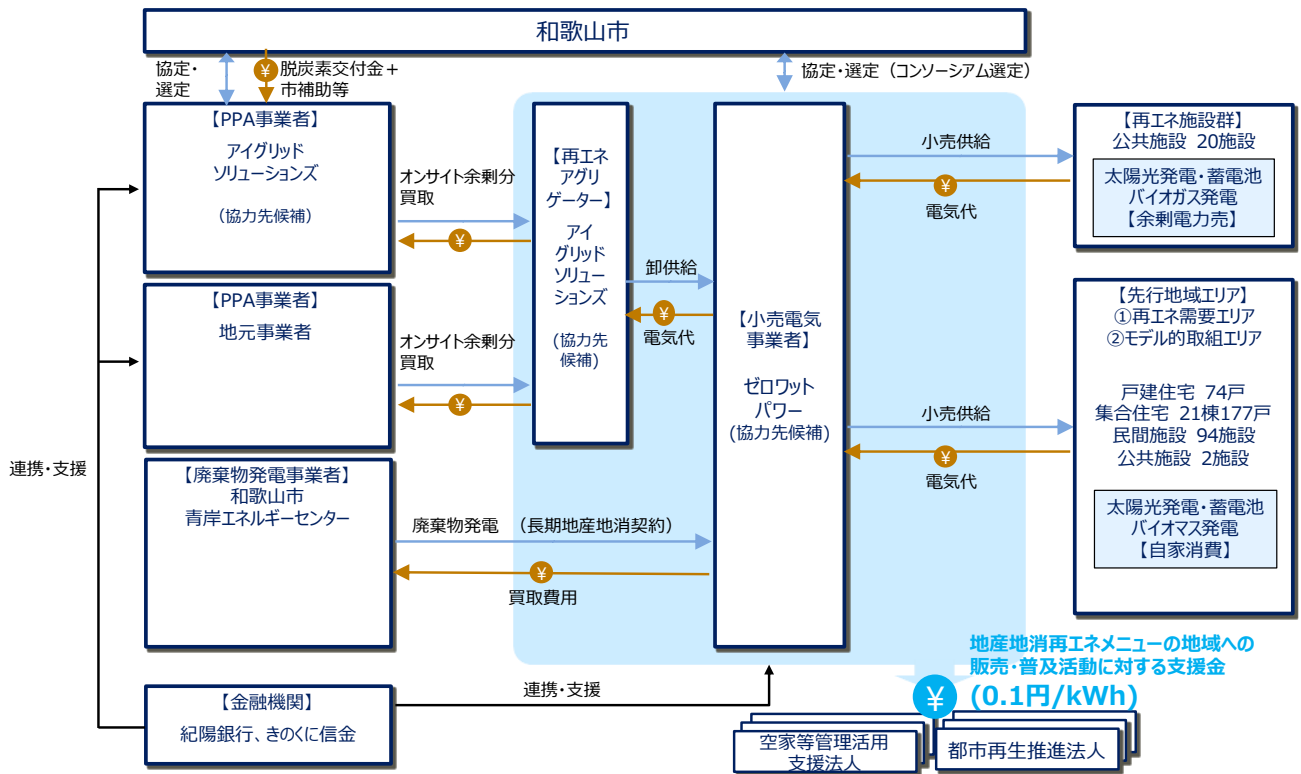 和歌山市
協定・
選定
¥
脱炭素交付金＋
市補助等
協定・選定（コンソーシアム選定）
【PPA事業者】
アイグリッド
ソリューションズ
（協力先候補）
オンサイト余剰分
買取
¥
【PPA事業者】
地元事業者
オンサイト余剰分
買取
¥
【廃棄物発電事業者】
和歌山市
青岸エネルギーセンター
廃棄物発電　（長期地産地消契約）
¥
買取費用
【再エネ
アグリ
ゲーター】
アイ
グリッド
ソリュー
ションズ
（協力先
候補）
卸供給
¥
電気代
【小売電気
事業者】
ゼロワット
パワー
（協力先候補）
小売供給
¥
電気代
【再エネ施設群】
公共施設 20施設
太陽光発電・蓄電池
バイオガス発電
【余剰電力売】
小売供給
¥
電気代
【先行地域エリア】
①再エネ需要エリア
②モデル的取組エリア
戸建住宅 74戸
集合住宅 21棟177戸
民間施設 94施設
公共施設 2施設
太陽光発電・蓄電池
バイオマス発電
【自家消費】
連携・支援
【金融機関】
紀陽銀行、きのくに信金
連携・支援
地産地消再エネメニューの地域への
販売・普及活動に対する支援金
¥
(0.1円/kWh)
空家等管理活用
支援法人
都市再生推進法人